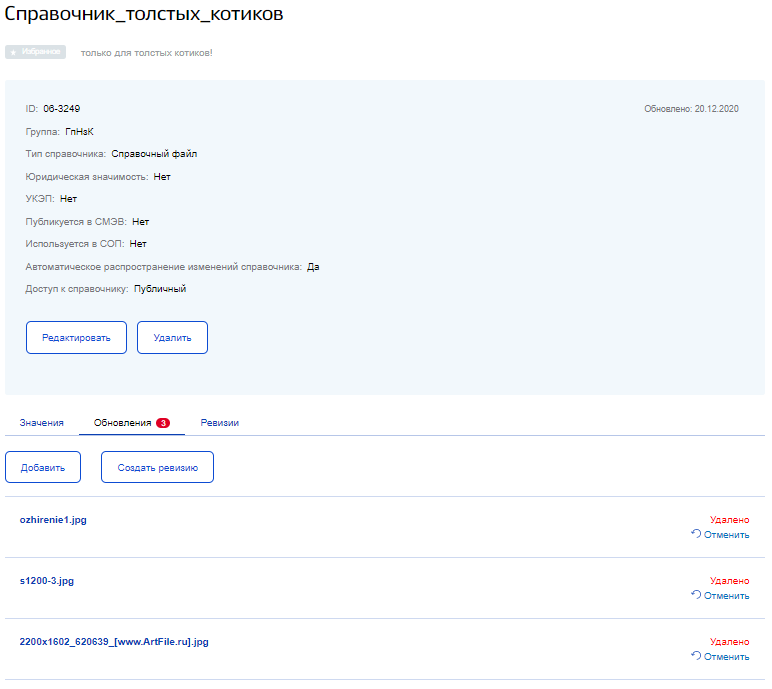 Справочник_толстых_котиков
★ Избранное только для толстых котиков!
ID: 06-3249 Обновлено: 20.12.2020
Группа: ГпНзК
Тип справочника: Справочный файл
Юридическая значимость: Нет
УКЭП: Нет
Публикуется в СМЭВ: Нет
Используется в СОП: Нет
Автоматическое распространие изменений справочника: Да
Доступ к справочнику: Публичный
Редактировать Удалить
Значения Обновления 3 Ревизии
Добавить Создать ревизию
ozhirenie1.jpg Удалено
Отменить
s1200-3.jpg Удалено
Отменить
2200x1602_620639_[www.ArtFile.ru].jpg Удалено
Отменить